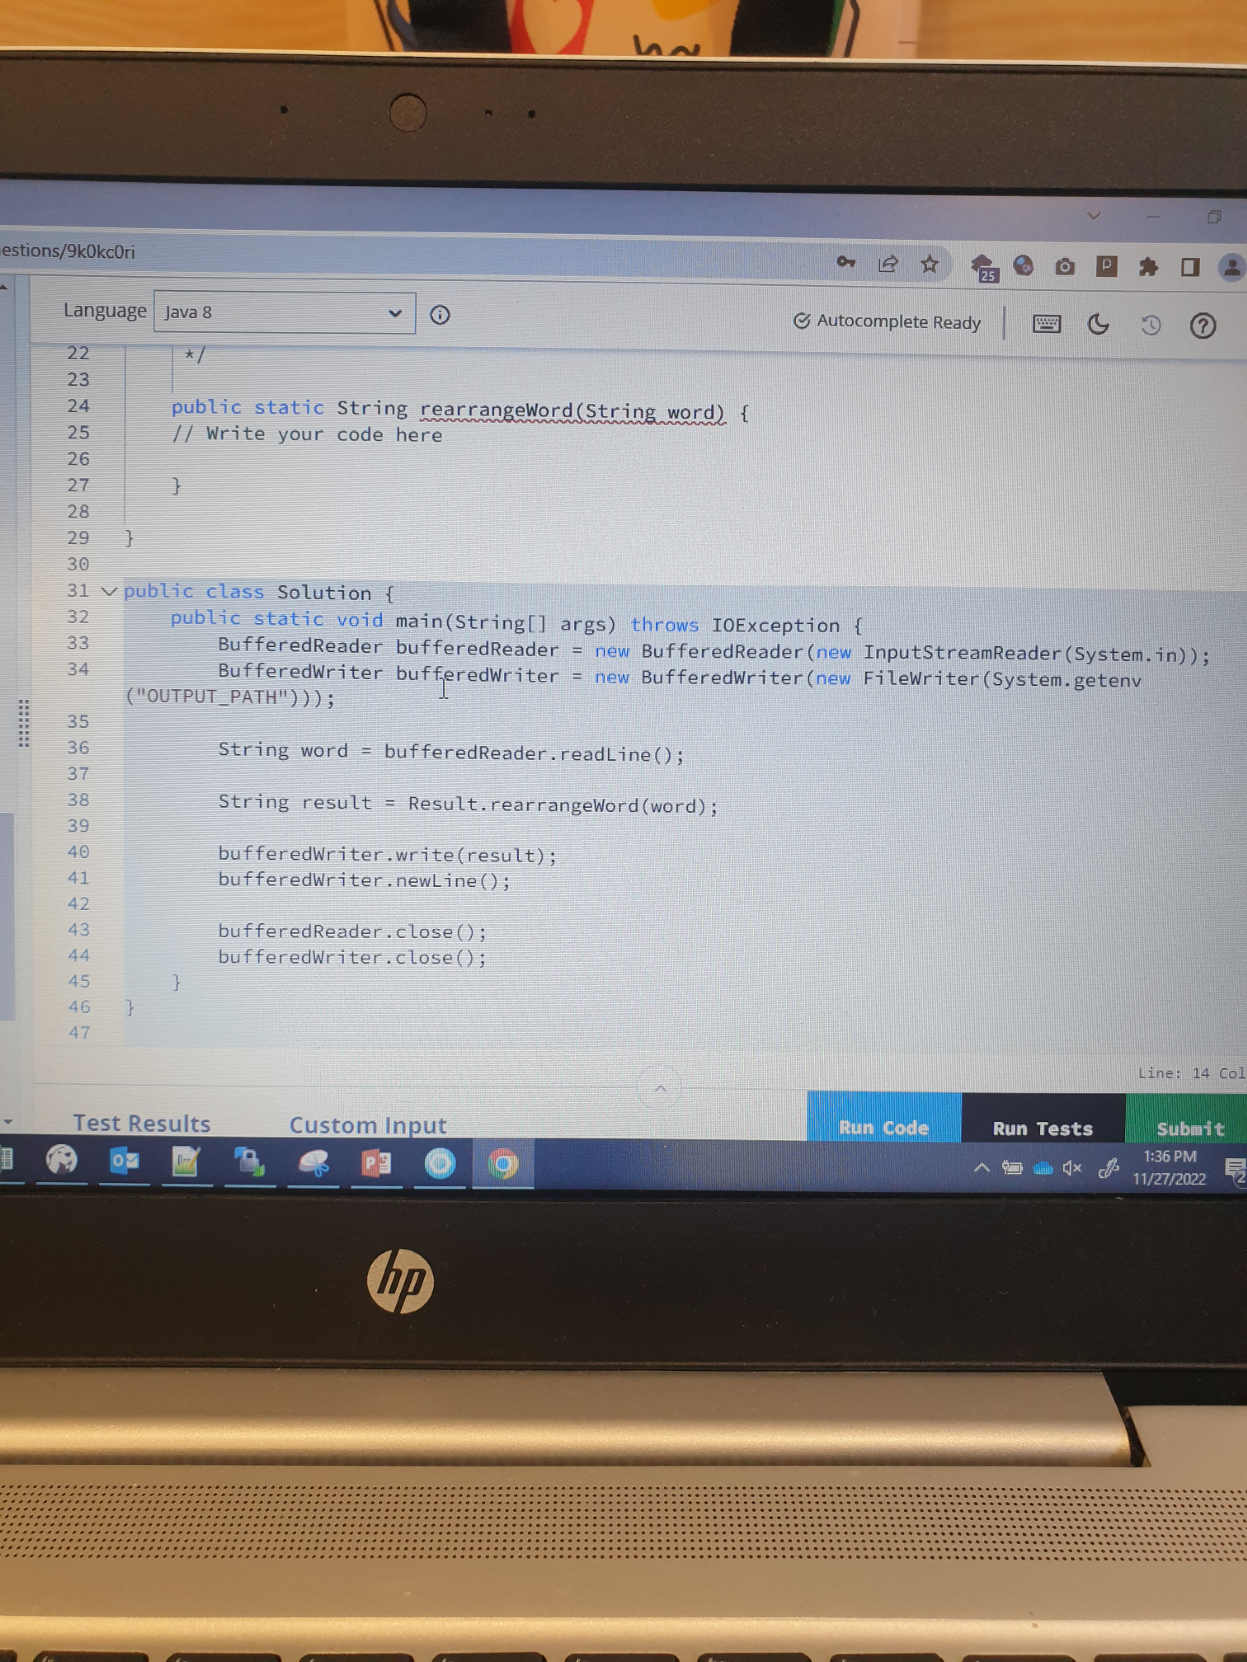 estions/9k0kc0ri
25
P
Language Java 8
Autocomplete Ready
22 */
23
24 public static String rearrangeWord(String word) {
25 // Write your code here
26
27 }
28
29 }
30
31 public class Solution {
32 public static void main(String[] args) throws IOException {
33 BufferedReader bufferedReader = new BufferedReader(new InputStreamReader(System.in));
34 BufferedWriter bufferedWriter = new BufferedWriter(new FileWriter(System.getenv
("OUTPUT_PATH")));
35
36 String word = bufferedReader.readLine();
37
38 String result = Result.rearrangeWord(word);
39
40 bufferedWriter.write(result);
41 bufferedWriter.newLine();
42
43 bufferedReader.close();
44 bufferedWriter.close();
45 }
46 }
47
Line: 14 Col
Test Results Custom Input Run Code Run Tests Submit
1:36 PM
11/27/2022
2
hp